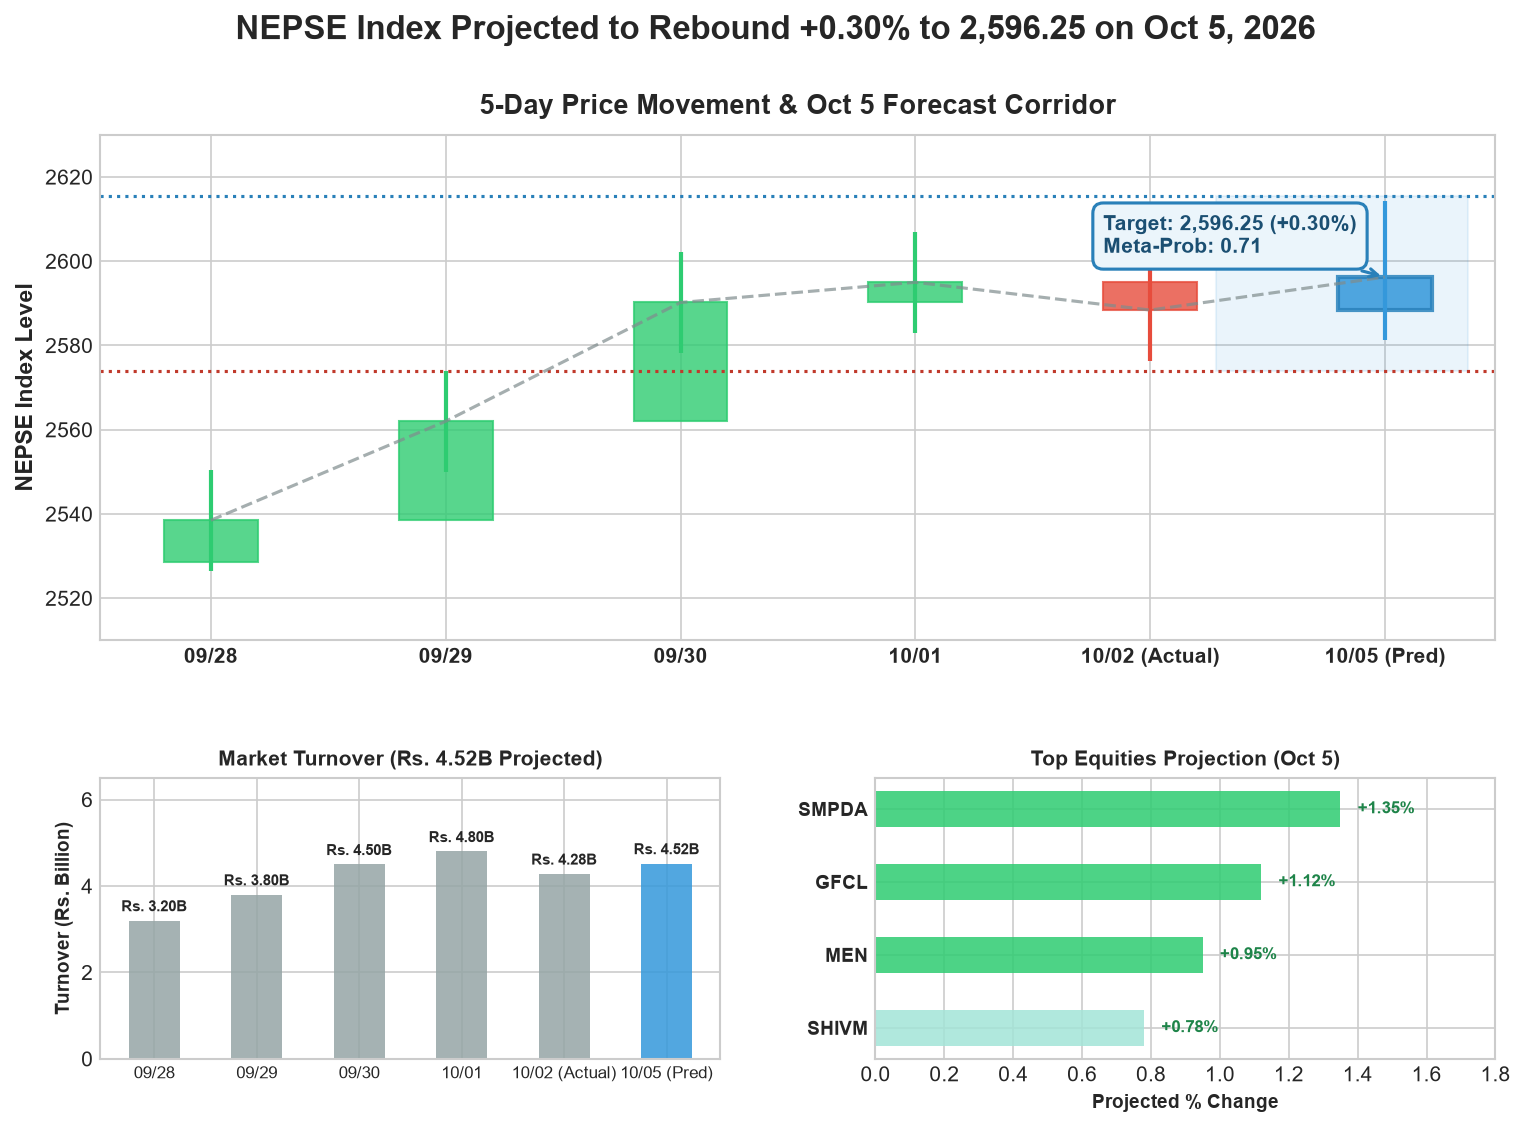 NEPSE Index Projected to Rebound +0.30% to 2,596.25 on Oct 5, 2026
5-Day Price Movement & Oct 5 Forecast Corridor
NEPSE Index Level
2620
2600
2580
2560
2540
2520
Target: 2,596.25 (+0.30%)
Meta-Prob: 0.71
09/28
09/29
09/30
10/01
10/02 (Actual)
10/05 (Pred)
Market Turnover (Rs. 4.52B Projected)
Turnover (Rs. Billion)
6
4
2
0
Rs. 3.20B
Rs. 3.80B
Rs. 4.50B
Rs. 4.80B
Rs. 4.28B
Rs. 4.52B
09/28
09/29
09/30
10/01
10/02 (Actual)
10/05 (Pred)
Top Equities Projection (Oct 5)
SMPDA
+1.35%
GFCL
+1.12%
MEN
+0.95%
SHIVM
+0.78%
0.0
0.2
0.4
0.6
0.8
1.0
1.2
1.4
1.6
1.8
Projected % Change